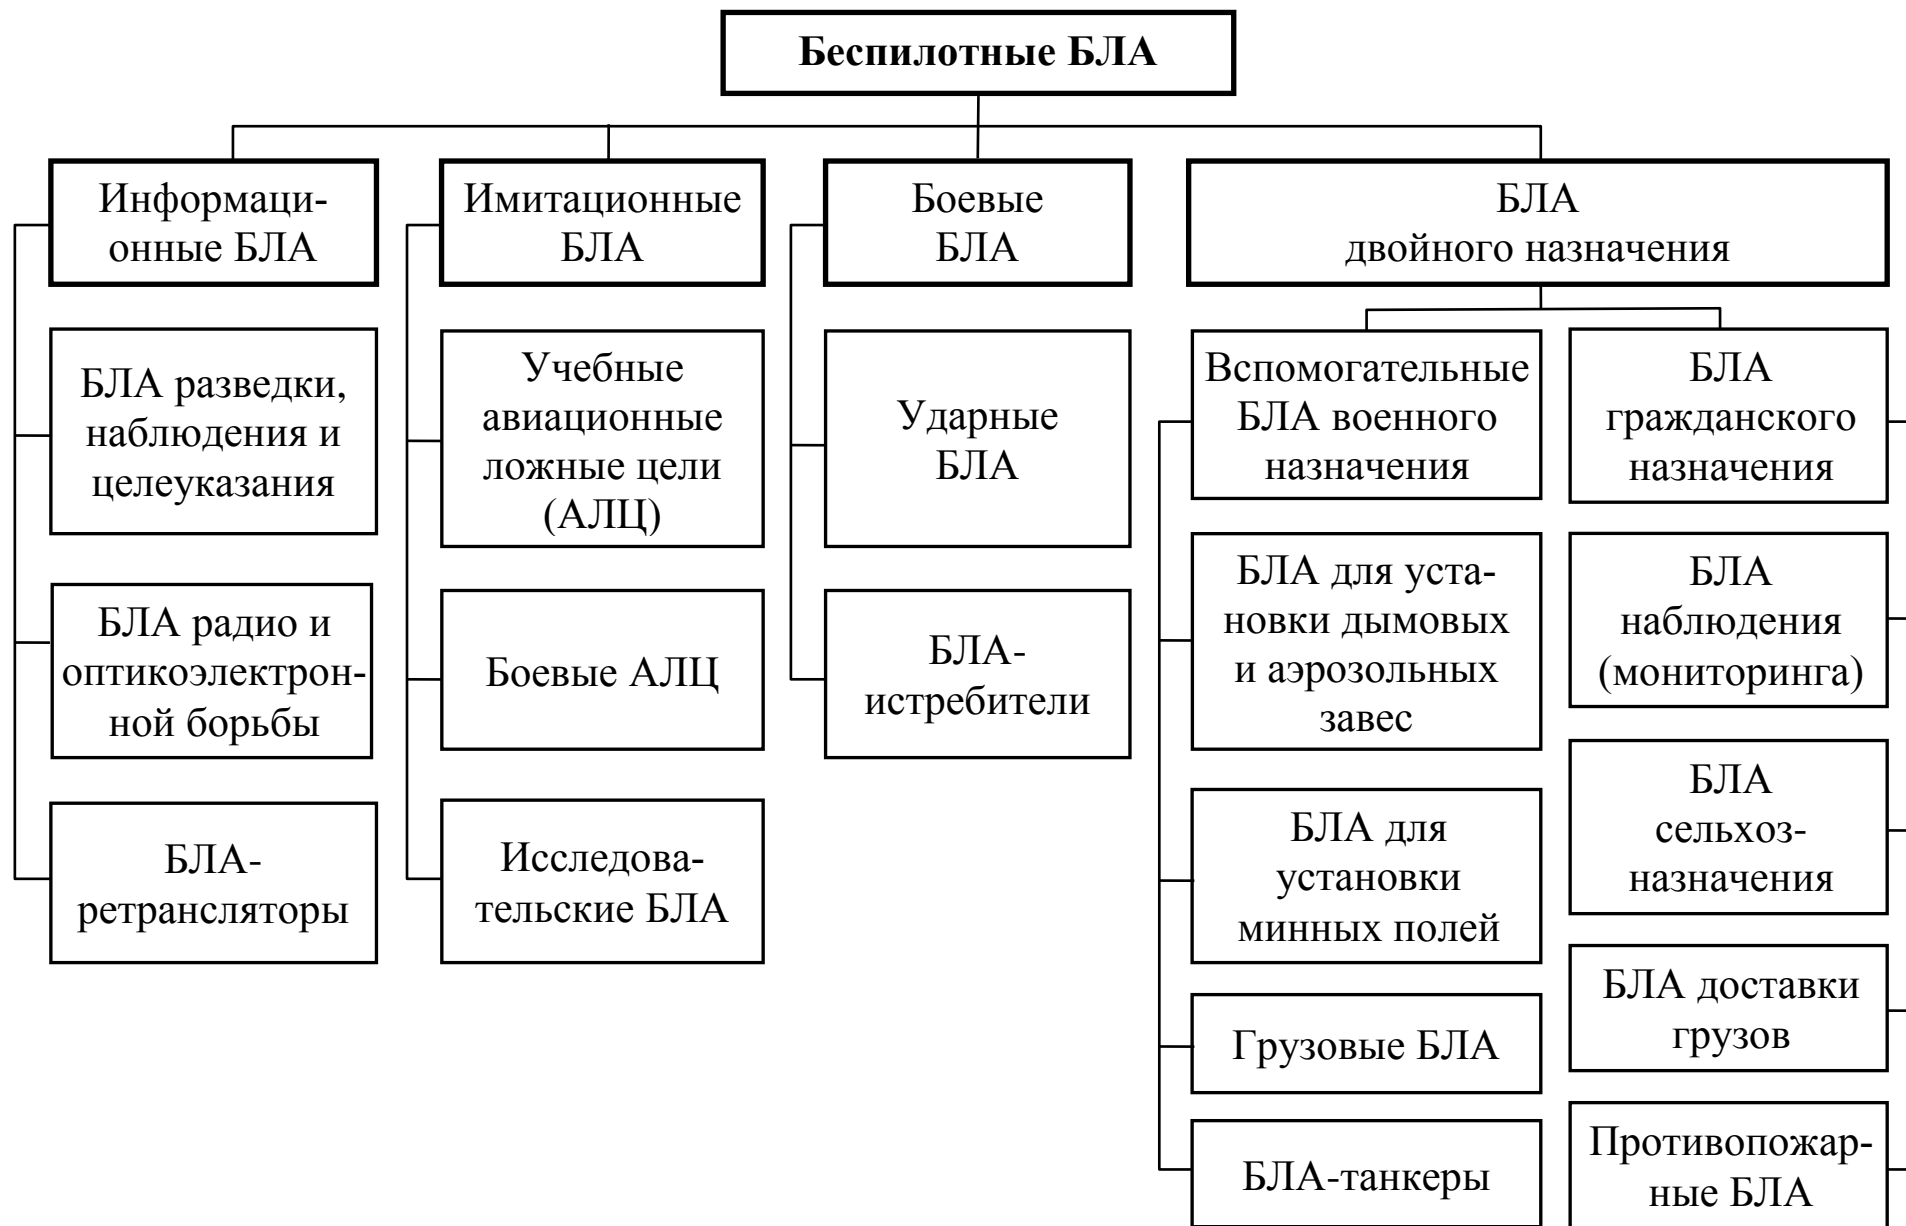 Беспилотные БЛА
Информаци-
онные БЛА
БЛА разведки,
наблюдения и
целеуказания
БЛА радио и
оптикоэлектрон-
ной борьбы
БЛА-
ретрансляторы
Имитационные
БЛА
Учебные
авиационные
ложные цели
(АЛЦ)
Боевые АЛЦ
Исследова-
тельские БЛА
Боевые
БЛА
Ударные
БЛА
БЛА-
истребители
БЛА
двойного назначения
Вспомогательные
БЛА военного
назначения
БЛА для уста-
новки дымовых
и аэрозольных
завес
БЛА для
установки
минных полей
Грузовые БЛА
БЛА-танкеры
БЛА
гражданского
назначения
БЛА
наблюдения
(мониторинга)
БЛА
сельхоз-
назначения
БЛА доставки
грузов
Противопожар-
ные БЛА